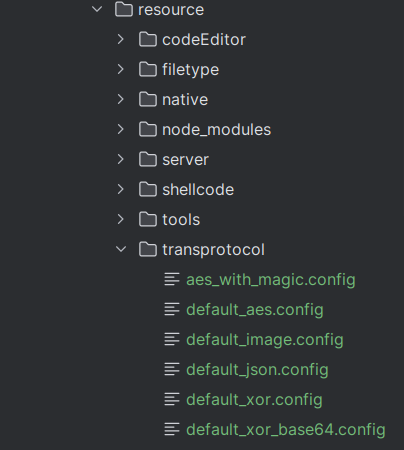 resource
codeEditor
filetype
native
node_modules
server
shellcode
tools
transprotocol
aes_with_magic.config
default_aes.config
default_image.config
default_json.config
default_xor.config
default_xor_base64.config